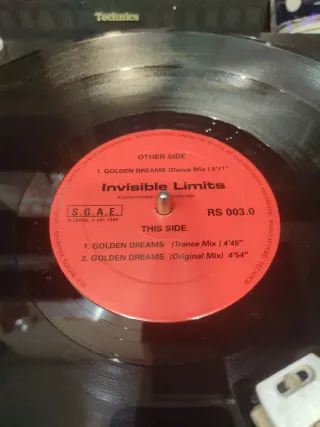 Technics
OTHER SIDE
1. GOLDEN DREAMS (Dance Mix) 6'11"
Invisible Limits
S.G.A.E.
RS 003.0
THIS SIDE
1. GOLDEN DREAMS (Trance Mix) 4'45"
2. GOLDEN DREAMS (Original Mix) 4'54"